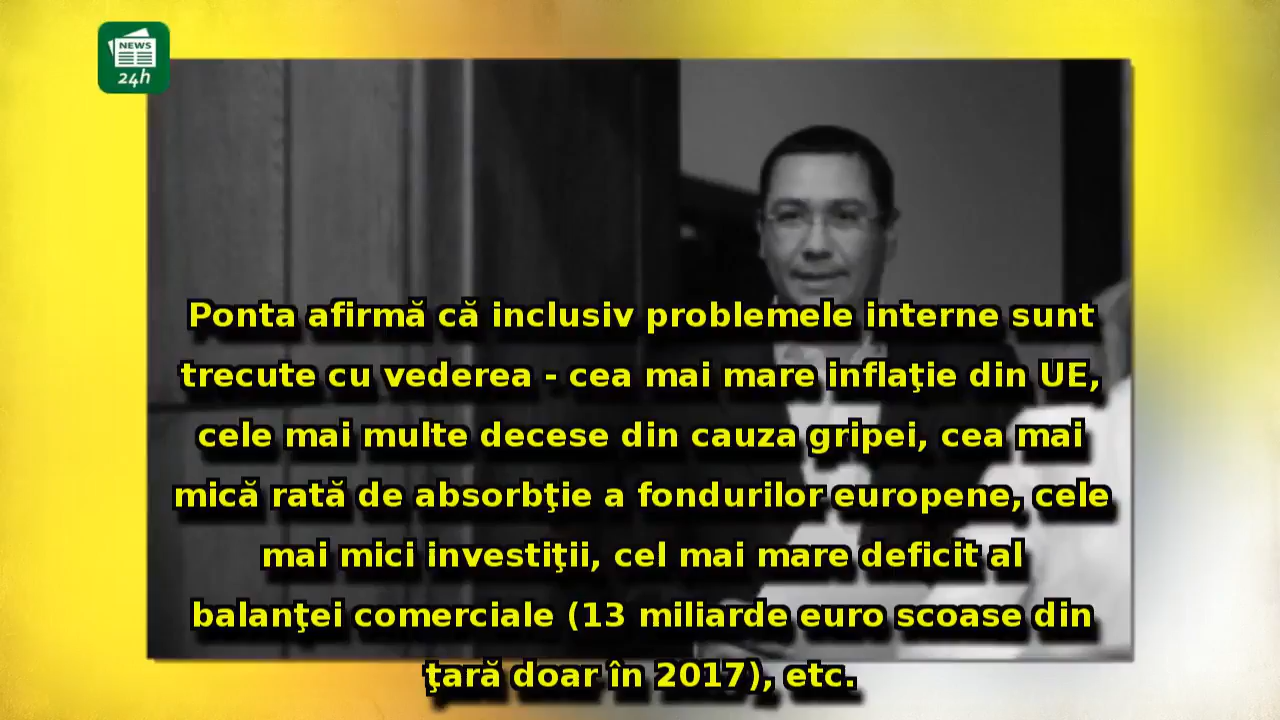 NEWS
24h
Ponta afirmă că inclusiv problemele interne sunt
trecute cu vederea - cea mai mare inflaţie din UE,
cele mai multe decese din cauza gripei, cea mai
mică rată de absorbţie a fondurilor europene, cele
mai mici investiţii, cel mai mare deficit al
balanţei comerciale (13 miliarde euro scoase din
ţară doar în 2017), etc.